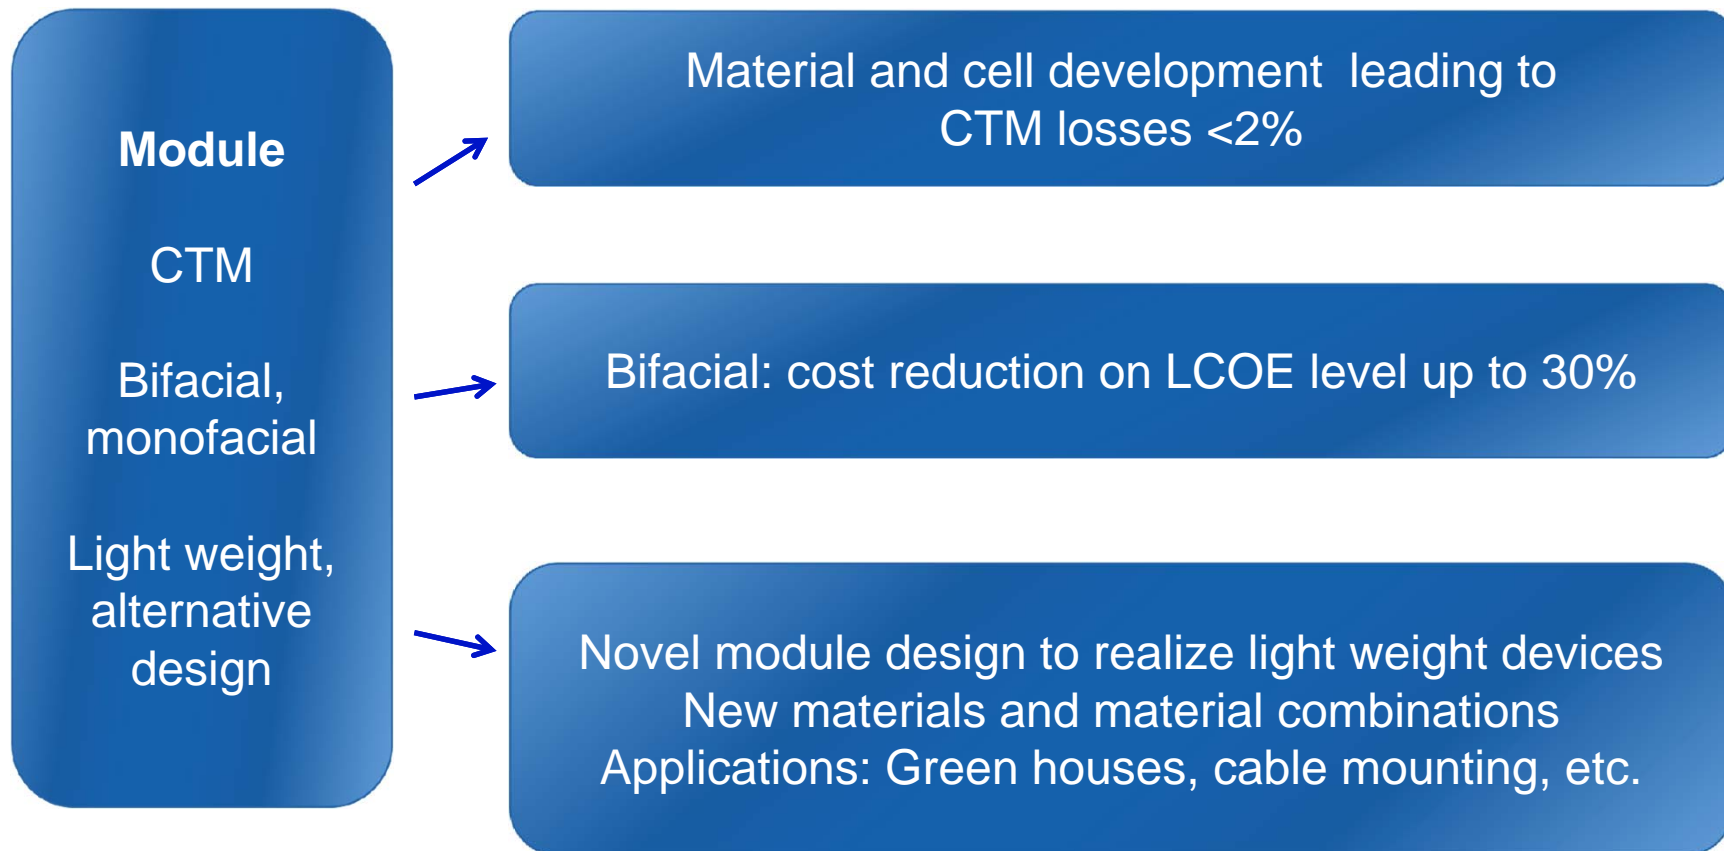 Module
CTM
Bifacial,
monofacial
Light weight,
alternative
design
Material and cell development  leading to
CTM losses <2%
Bifacial: cost reduction on LCOE level up to 30%
Novel module design to realize light weight devices
New materials and material combinations
Applications: Green houses, cable mounting, etc.